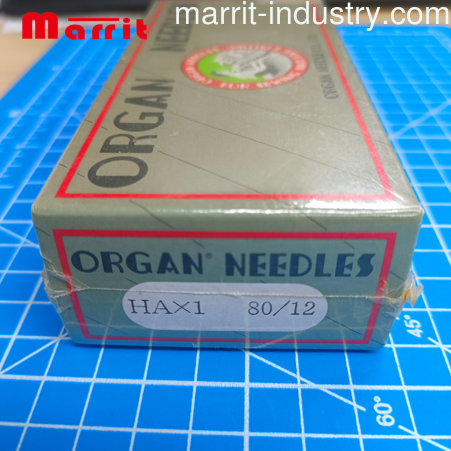 Marrit
marrit-industry.com
ORGAN NEEDLES
ORGAN NEEDLES
HA×1 80/12
45°
60°